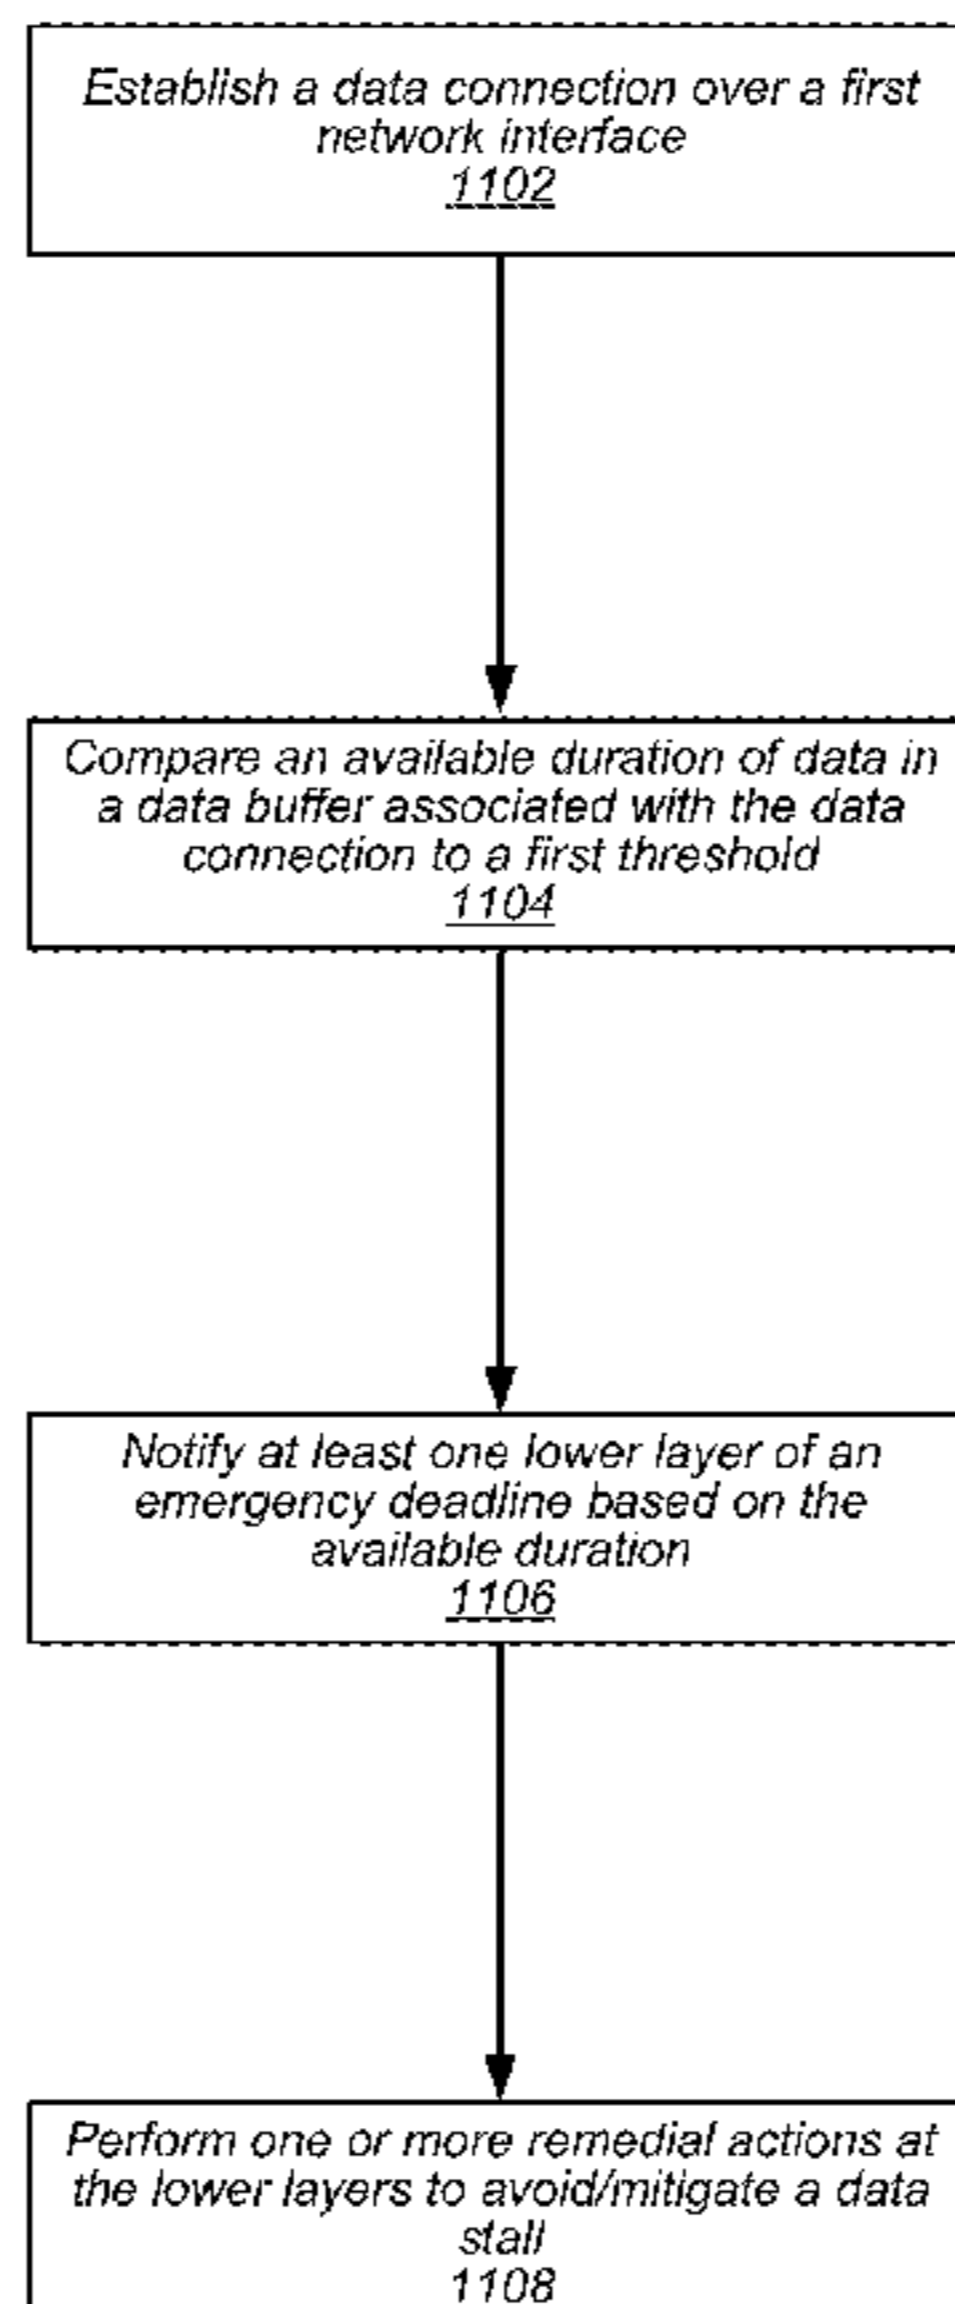 Establish a data connection over a first
network interface
1102
Compare an available duration of data in
a data buffer associated with the data
connection to a first threshold
1104
Notify at least one lower layer of an
emergency deadline based on the
available duration
1106
Perform one or more remedial actions at
the lower layers to avoid/mitigate a data
stall
1108